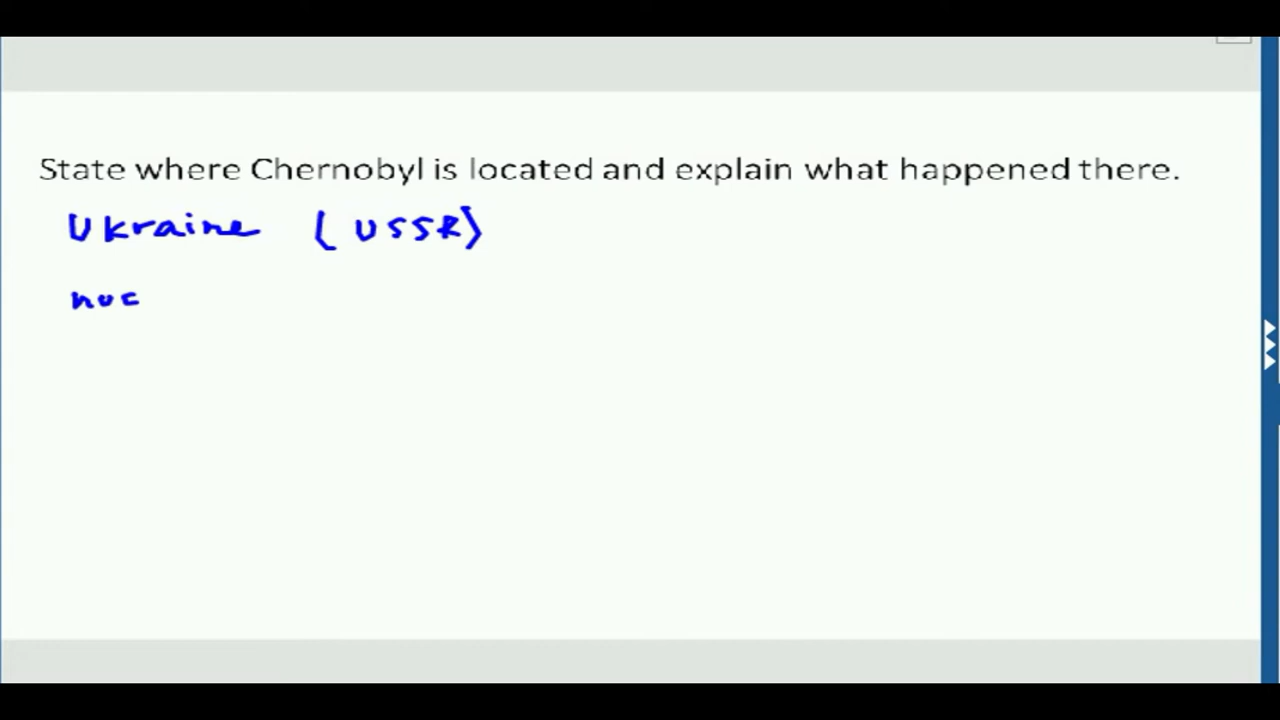 State where Chernobyl is located and explain what happened there.
Ukraine (USSR)
nuc